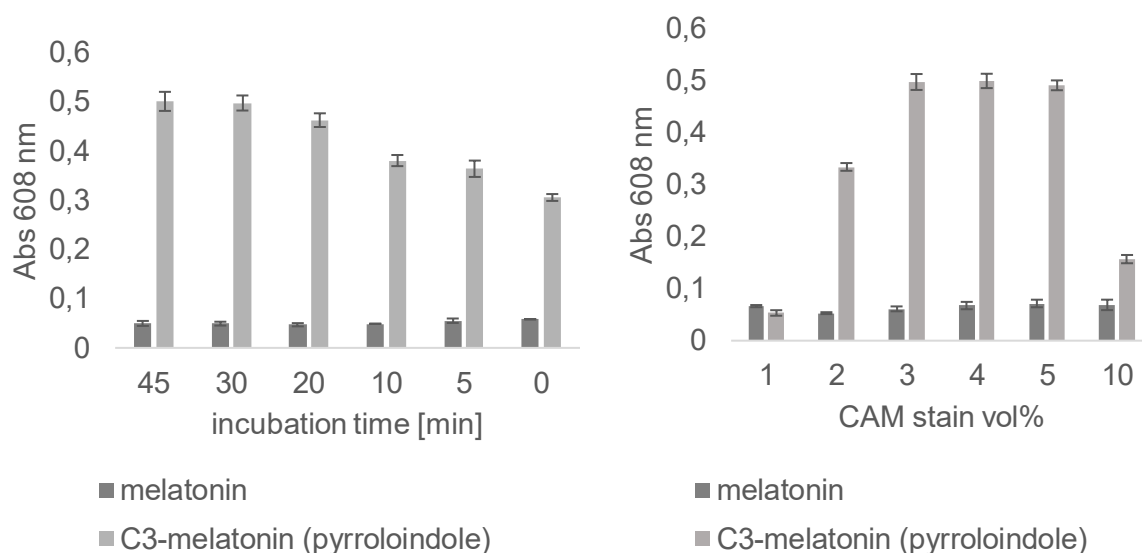 0,6
0,5
0,4
0,3
0,2
0,1
0
Abs 608 nm
45 30 20 10 5 0
incubation time [min]
melatonin
C3-melatonin (pyrroloindole)
0,6
0,5
0,4
0,3
0,2
0,1
0
Abs 608 nm
1 2 3 4 5 10
CAM stain vol%
melatonin
C3-melatonin (pyrroloindole)